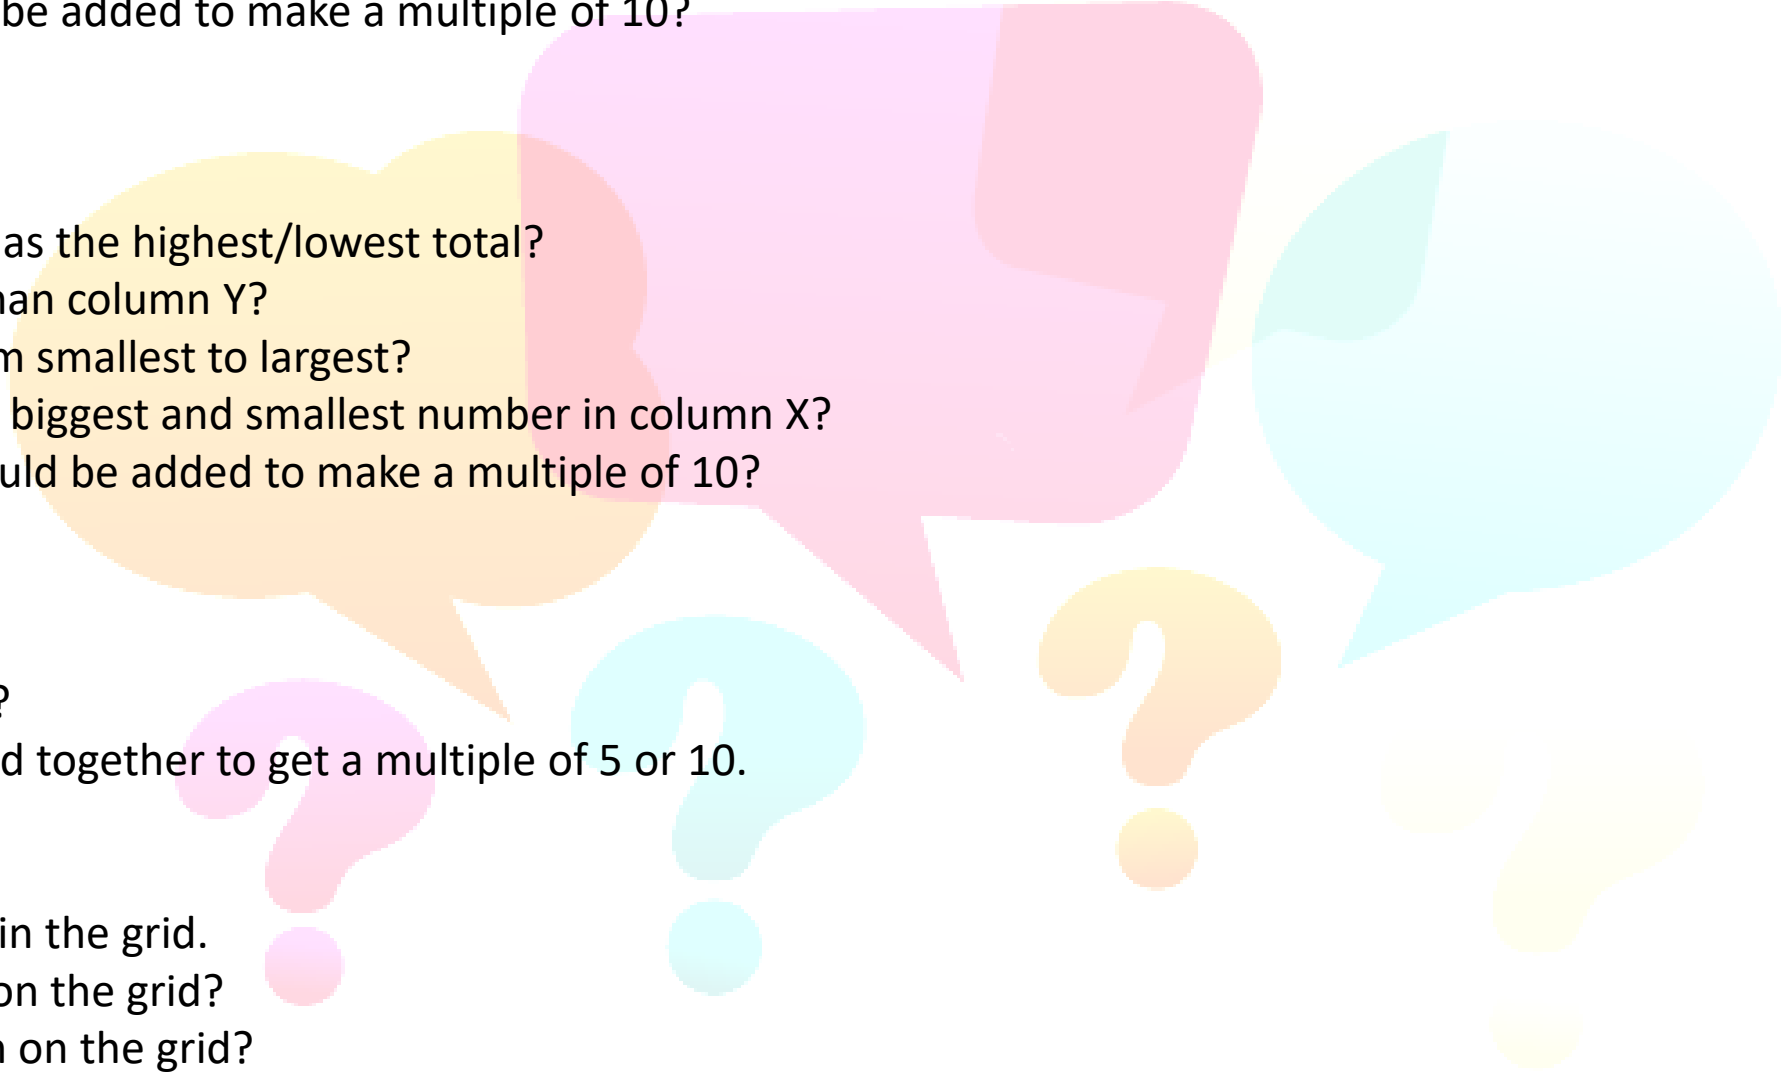 be added to make a multiple of 10?
as the highest/lowest total?
an column Y?
m smallest to largest?
biggest and smallest number in column X?
uld be added to make a multiple of 10?
?
d together to get a multiple of 5 or 10.
in the grid.
on the grid?
on the grid?